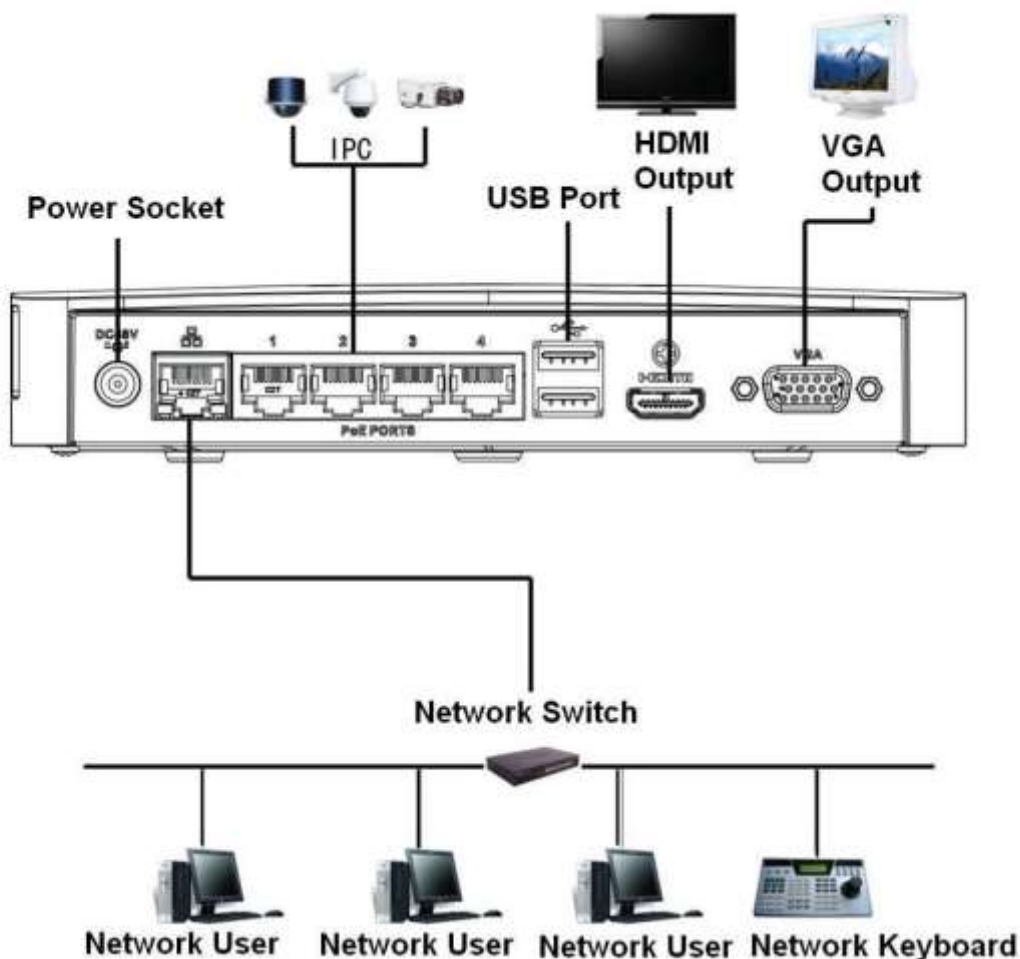 IPC
HDMI
Output
VGA
Output
USB Port
Power Socket
1 2 3 4
VGA
HDMI
PoE PORTS
Network Switch
Network User Network User Network User Network Keyboard